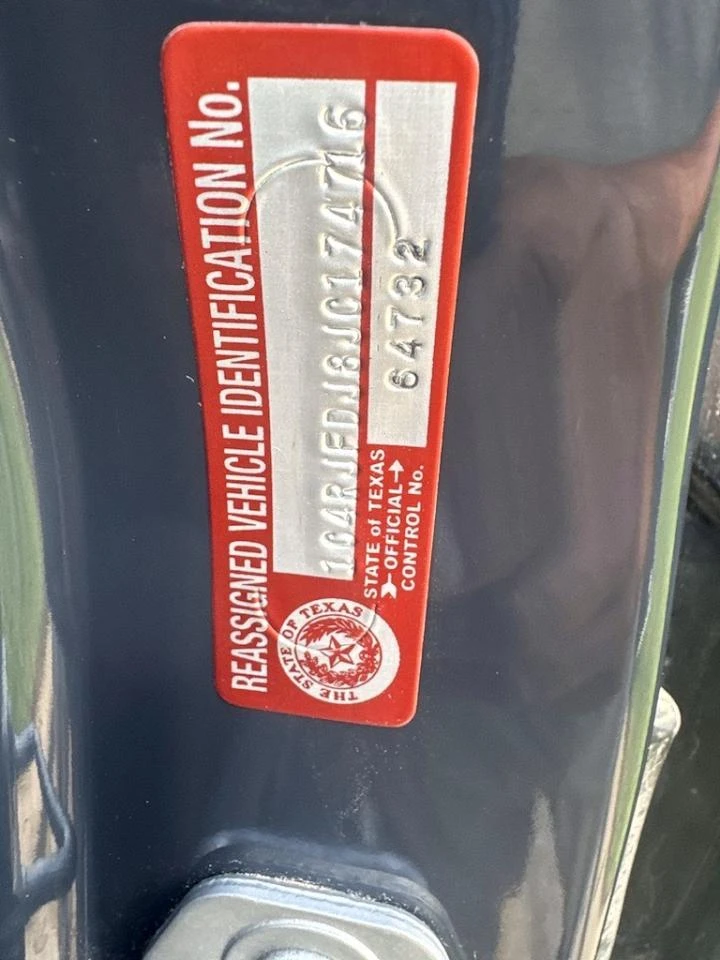 REASSIGNED VEHICLE IDENTIFICATION No.
1C4RJFDJ8JC174716
THE STATE OF TEXAS
STATE of TEXAS
OFFICIAL
CONTROL No.
64732